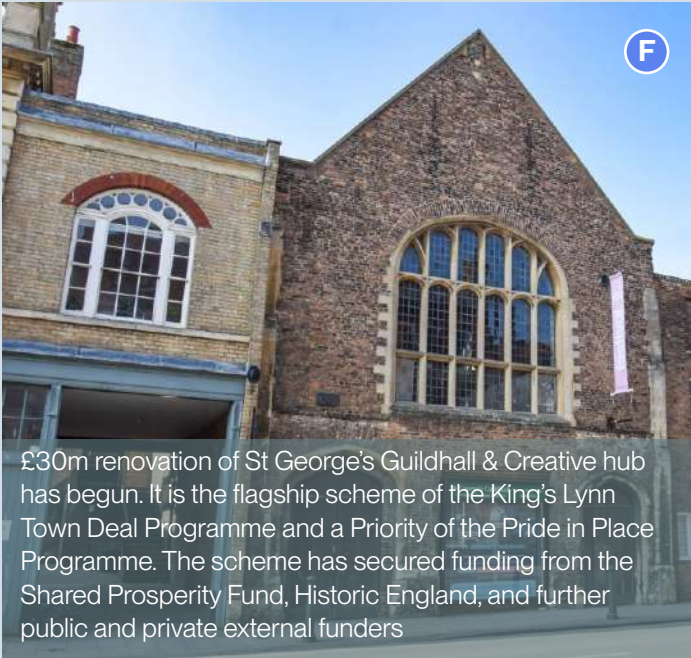 F
£30m renovation of St George's Guildhall & Creative hub
has begun. It is the flagship scheme of the King's Lynn
Town Deal Programme and a Priority of the Pride in Place
Programme. The scheme has secured funding from the
Shared Prosperity Fund, Historic England, and further
public and private external funders